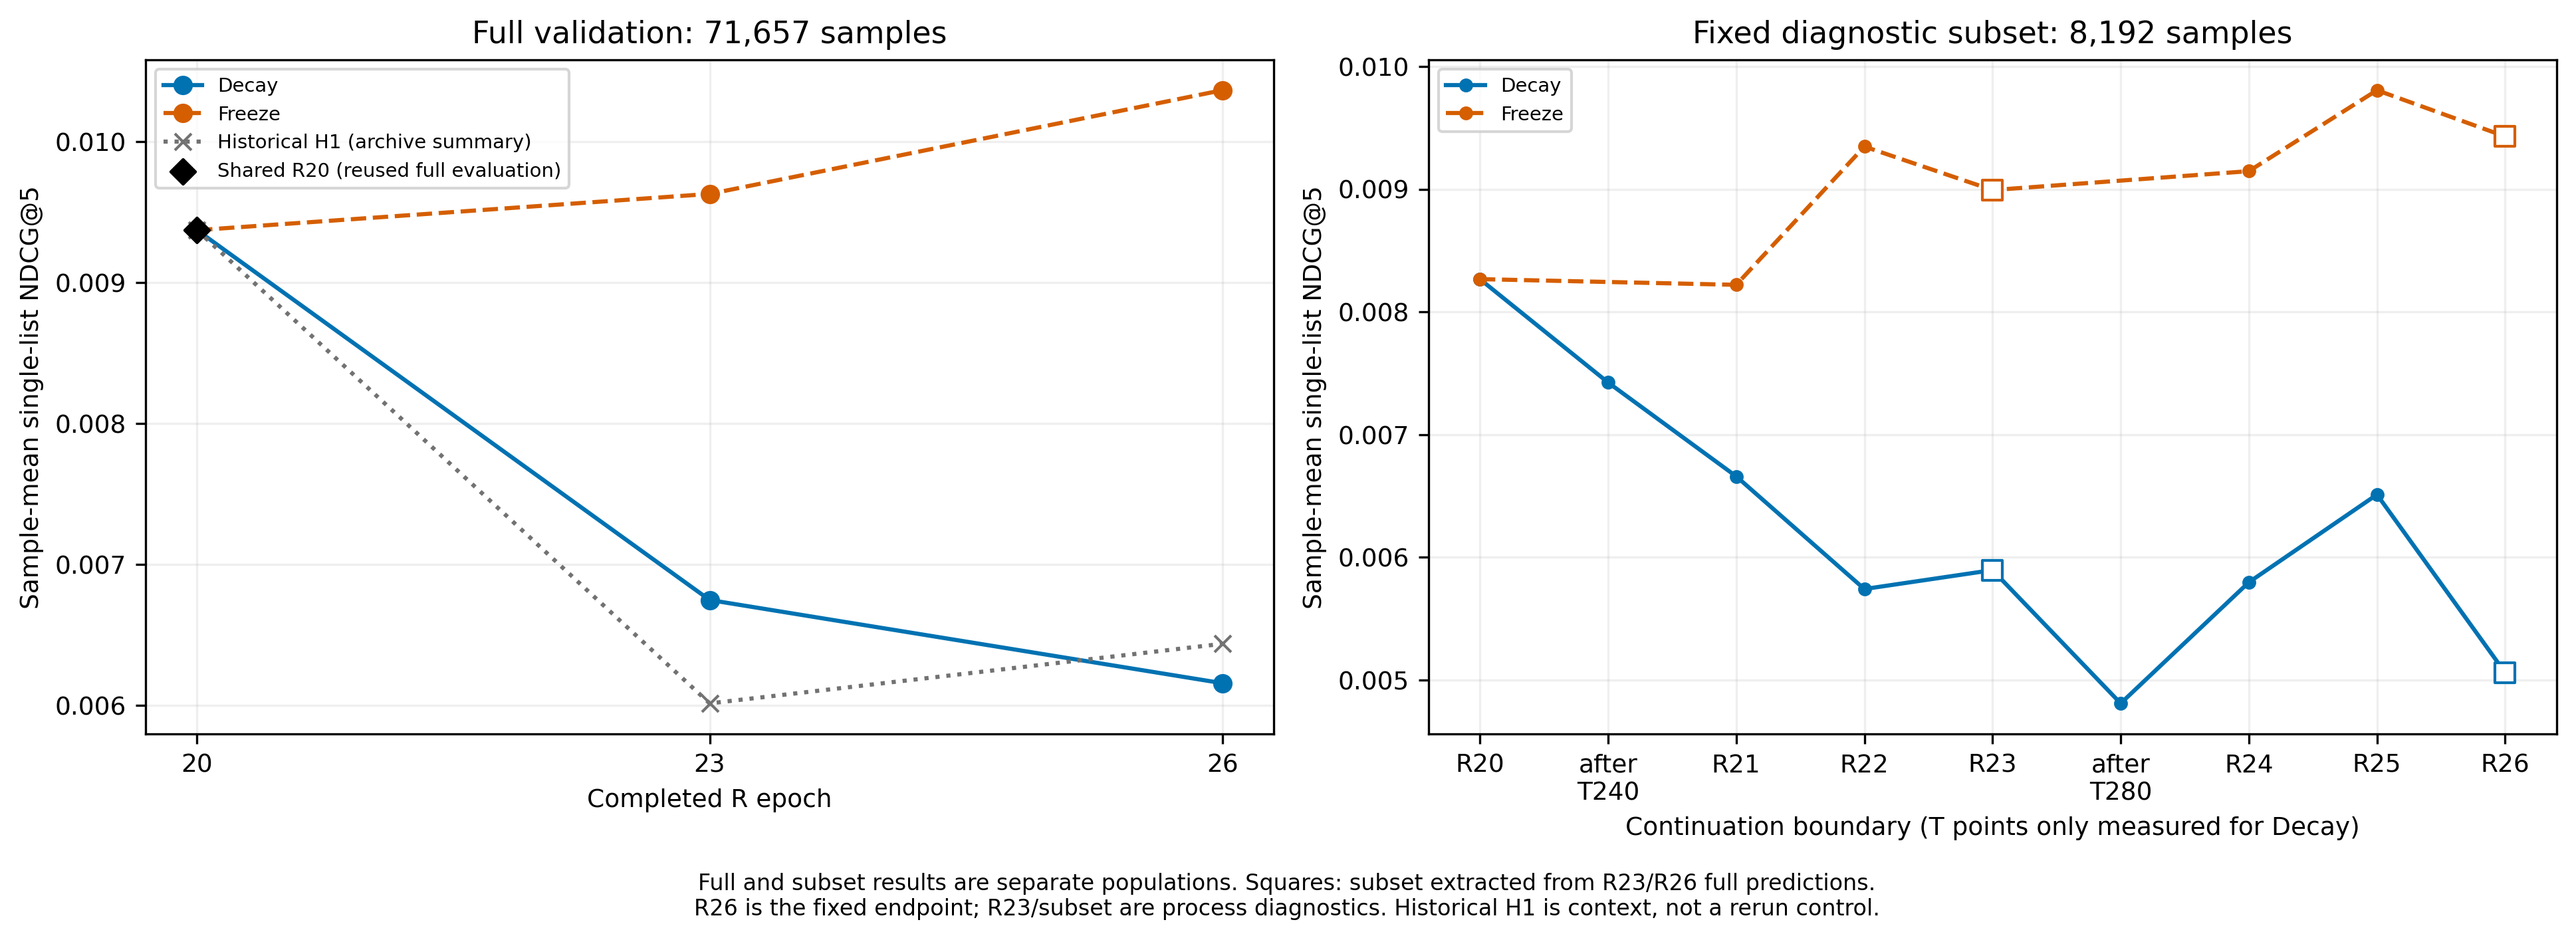 Full validation: 71,657 samples
Decay
Freeze
Historical H1 (archive summary)
Shared R20 (reused full evaluation)
Sample-mean single-list NDCG@5
0.010
0.009
0.008
0.007
0.006
20
23
26
Completed R epoch
Fixed diagnostic subset: 8,192 samples
Decay
Freeze
Sample-mean single-list NDCG@5
0.010
0.009
0.008
0.007
0.006
0.005
R20
after
T240
R21
R22
R23
after
T280
R24
R25
R26
Continuation boundary (T points only measured for Decay)
Full and subset results are separate populations. Squares: subset extracted from R23/R26 full predictions.
R26 is the fixed endpoint; R23/subset are process diagnostics. Historical H1 is context, not a rerun control.